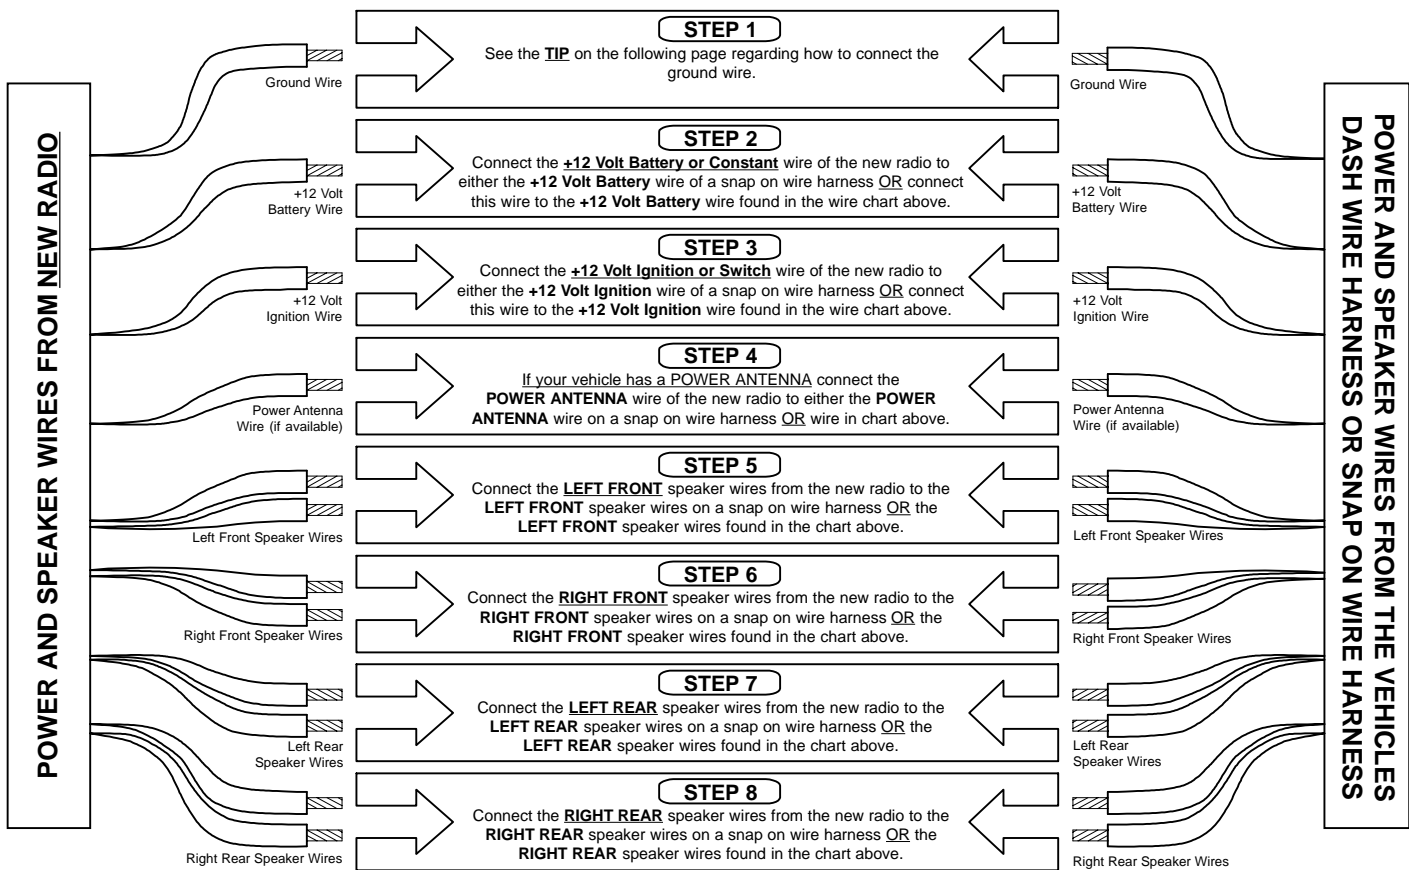 POWER AND SPEAKER WIRES FROM NEW RADIO
STEP 1
See the TIP on the following page regarding how to connect the
ground wire.
Ground Wire
Ground Wire
STEP 2
Connect the +12 Volt Battery or Constant wire of the new radio to
either the +12 Volt Battery wire of a snap on wire harness OR connect
this wire to the +12 Volt Battery wire found in the wire chart above.
+12 Volt
Battery Wire
+12 Volt
Battery Wire
STEP 3
Connect the +12 Volt Ignition or Switch wire of the new radio to
either the +12 Volt Ignition wire of a snap on wire harness OR connect
this wire to the +12 Volt Ignition wire found in the wire chart above.
+12 Volt
Ignition Wire
+12 Volt
Ignition Wire
STEP 4
If your vehicle has a POWER ANTENNA connect the
POWER ANTENNA wire of the new radio to either the POWER
ANTENNA wire on a snap on wire harness OR wire in chart above.
Power Antenna
Wire (if available)
Power Antenna
Wire (if available)
STEP 5
Connect the LEFT FRONT speaker wires from the new radio to the
LEFT FRONT speaker wires on a snap on wire harness OR the
LEFT FRONT speaker wires found in the chart above.
Left Front Speaker Wires
Left Front Speaker Wires
STEP 6
Connect the RIGHT FRONT speaker wires from the new radio to the
RIGHT FRONT speaker wires on a snap on wire harness OR the
RIGHT FRONT speaker wires found in the chart above.
Right Front Speaker Wires
Right Front Speaker Wires
STEP 7
Connect the LEFT REAR speaker wires from the new radio to the
LEFT REAR speaker wires on a snap on wire harness OR the
LEFT REAR speaker wires found in the chart above.
Left Rear
Speaker Wires
Left Rear
Speaker Wires
STEP 8
Connect the RIGHT REAR speaker wires from the new radio to the
RIGHT REAR speaker wires on a snap on wire harness OR the
RIGHT REAR speaker wires found in the chart above.
Right Rear Speaker Wires
Right Rear Speaker Wires
POWER AND SPEAKER WIRES FROM THE VEHICLES
DASH WIRE HARNESS OR SNAP ON WIRE HARNESS